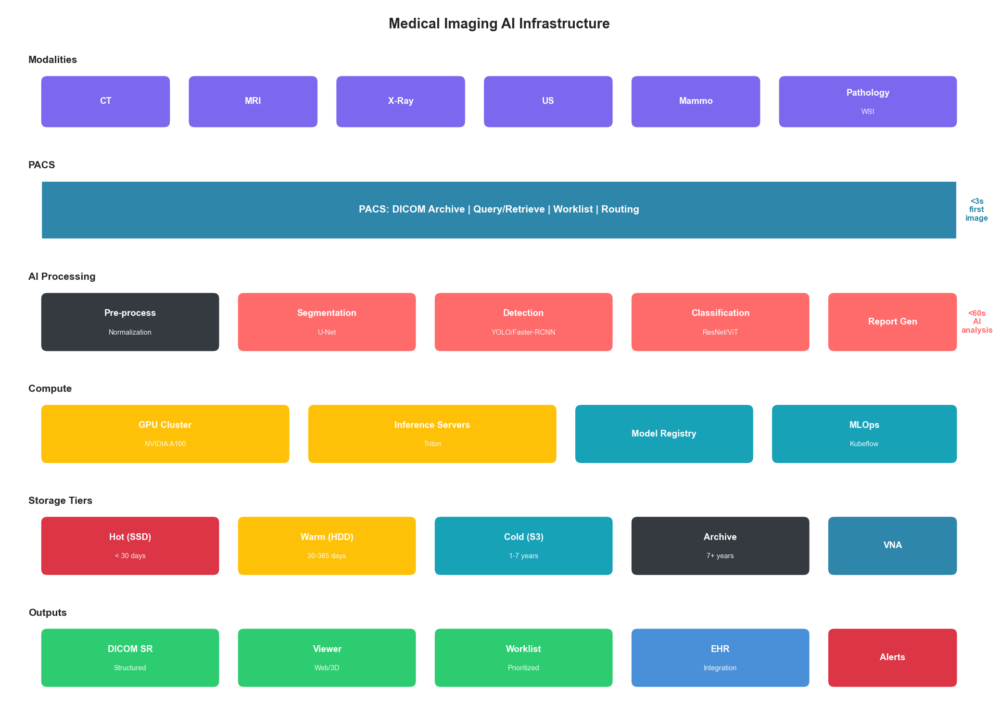 Medical Imaging AI Infrastructure
Modalities
CT
MRI
X-Ray
US
Mammo
Pathology
WSI
PACS
PACS: DICOM Archive | Query/Retrieve | Worklist | Routing
<3s
first
image
AI Processing
Pre-process
Normalization
Segmentation
U-Net
Detection
YOLO/Faster-RCNN
Classification
ResNet/ViT
Report Gen
<60s
AI
analysis
Compute
GPU Cluster
NVIDIA A100
Inference Servers
Triton
Model Registry
MLOps
Kubeflow
Storage Tiers
Hot (SSD)
< 30 days
Warm (HDD)
30-365 days
Cold (S3)
1-7 years
Archive
7+ years
VNA
Outputs
DICOM SR
Structured
Viewer
Web/3D
Worklist
Prioritized
EHR
Integration
Alerts